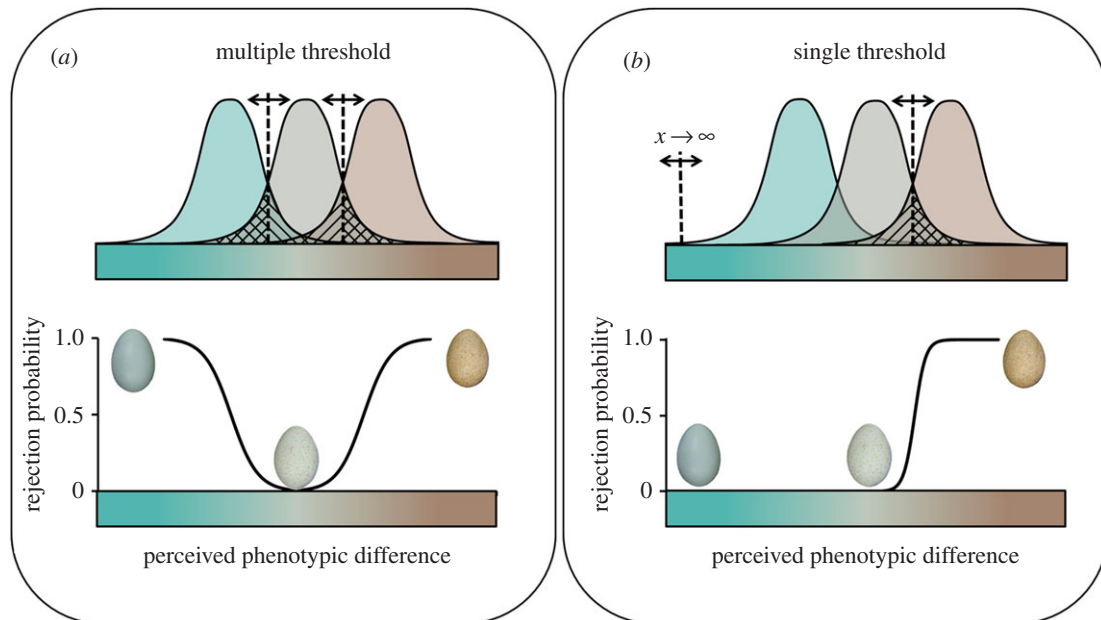 (a)
multiple threshold
rejection probability
1.0
0.5
0
perceived phenotypic difference
(b)
single threshold
x → ∞
rejection probability
1.0
0.5
0
perceived phenotypic difference